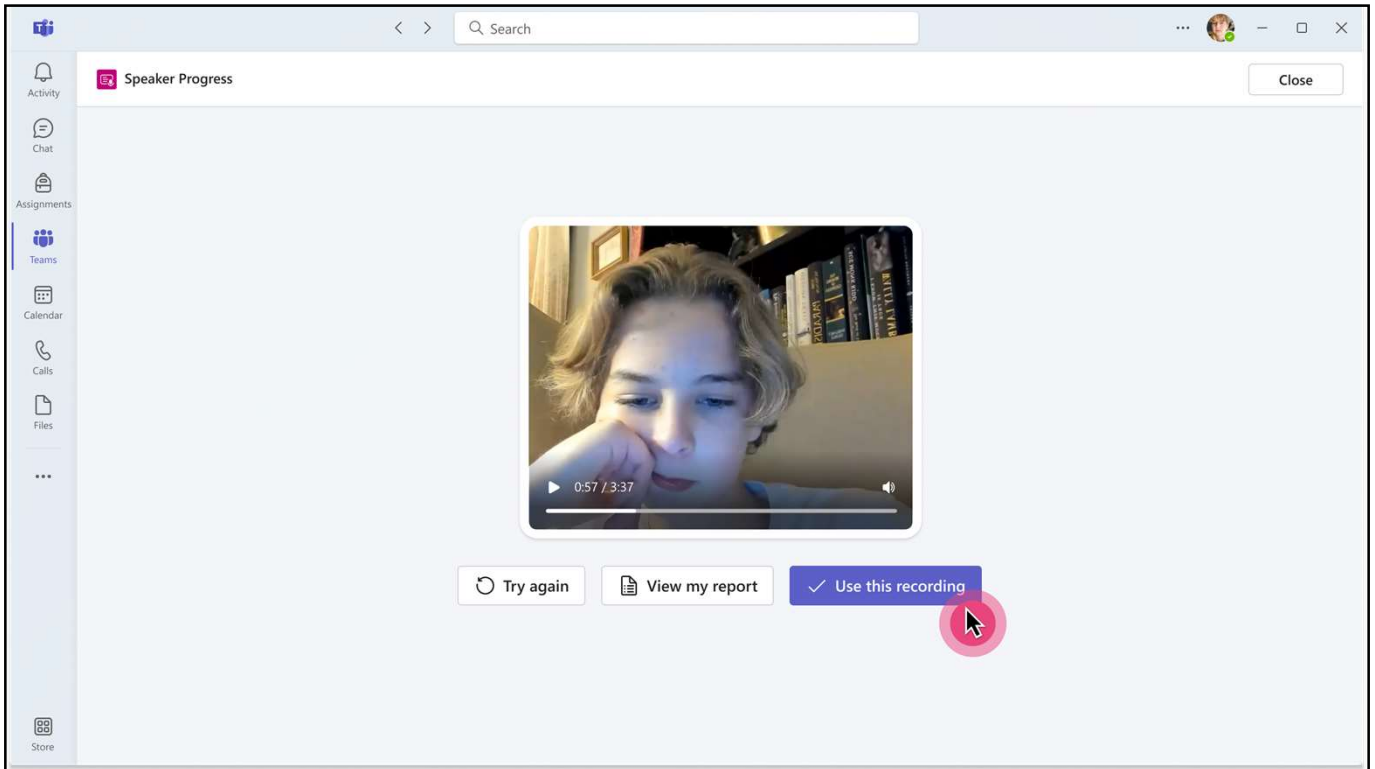 Search
Activity
Speaker Progress
Close
Chat
Assignments
Teams
Calendar
Calls
Files
0:57 / 3:37
Try again
View my report
Use this recording
Store